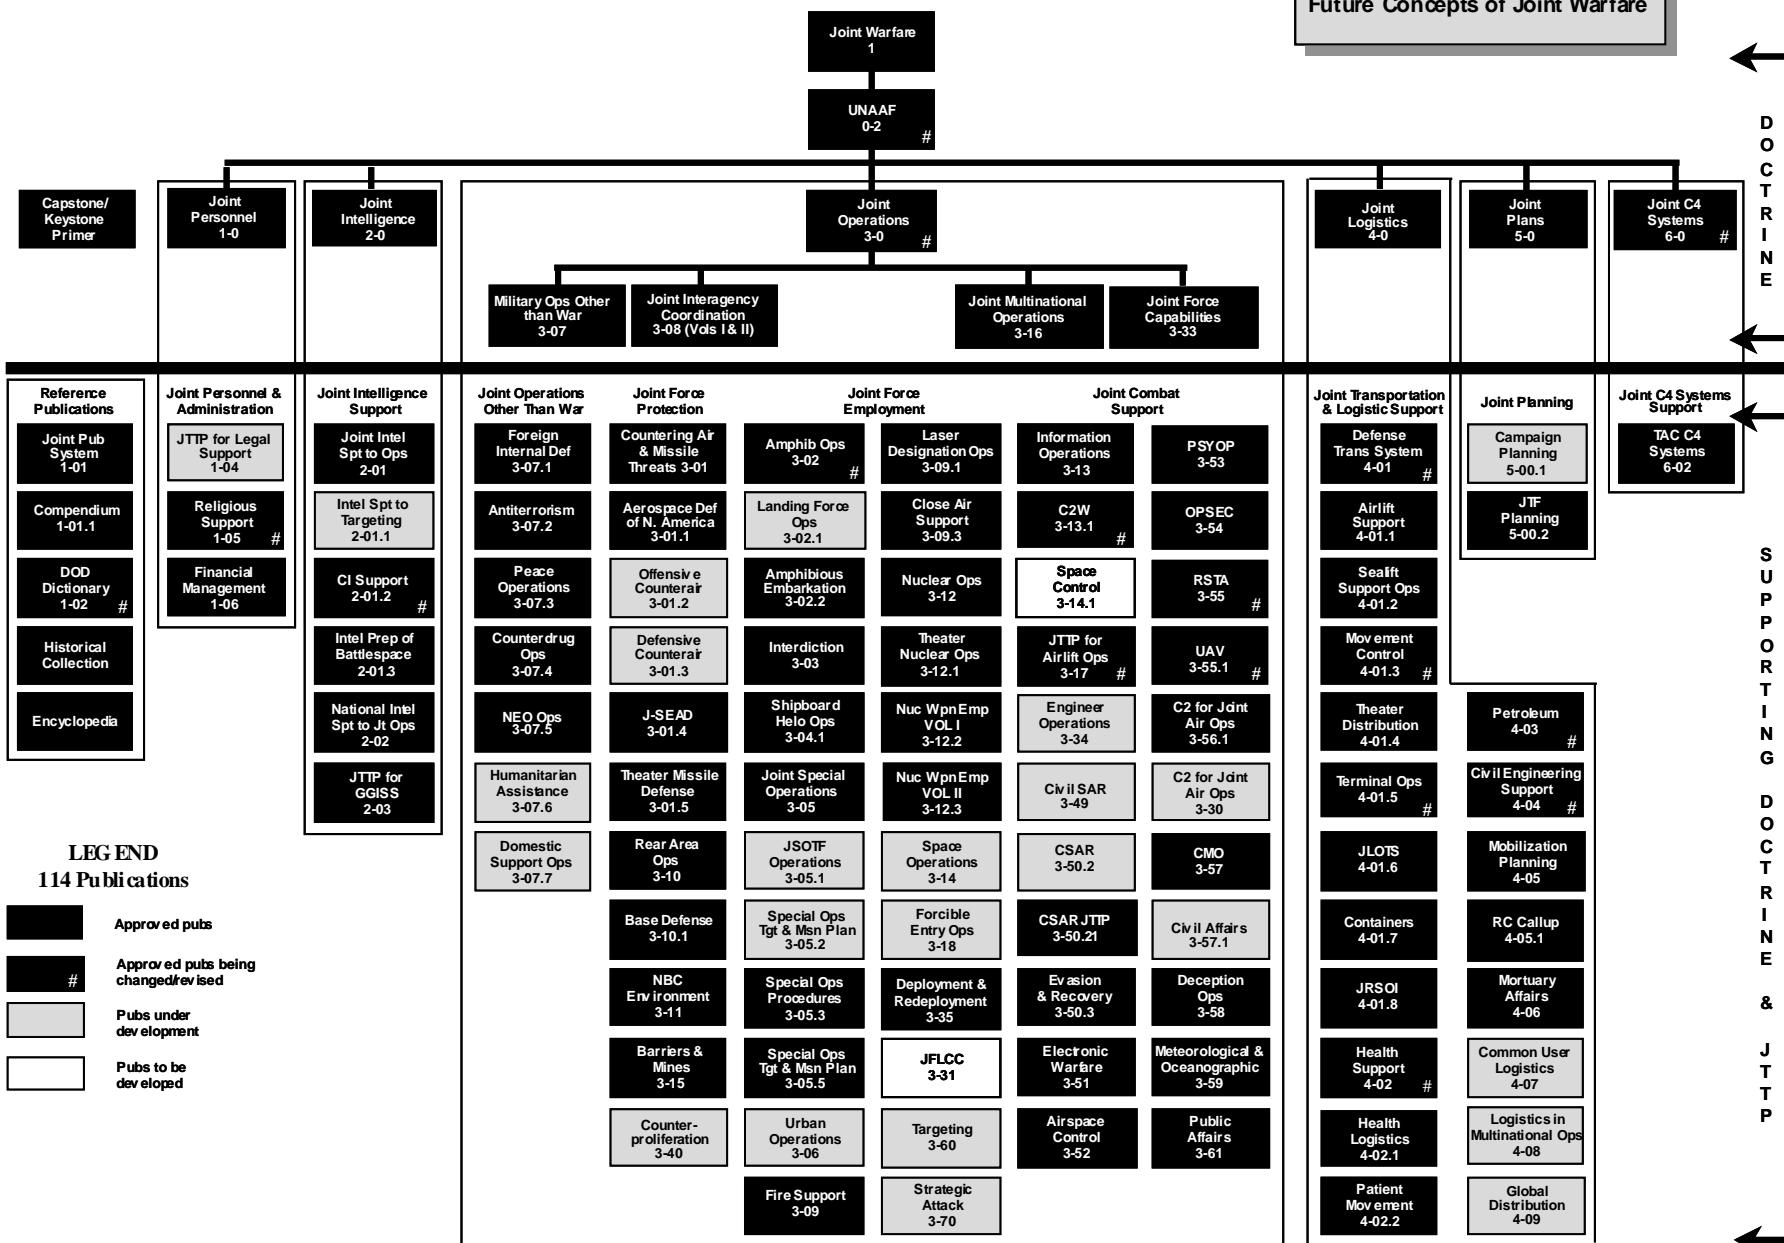 Future Concepts of Joint Warfare
Joint Warfare
1
UNAAF
0-2
#
Capstone/
Keystone
Primer
Joint
Personnel
1-0
Joint
Intelligence
2-0
Joint
Operations
3-0
#
Joint
Logistics
4-0
Joint
Plans
5-0
Joint C4
Systems
6-0
#
Military Ops Other
than War
3-07
Joint Interagency
Coordination
3-08 (Vols I & II)
Joint Multinational
Operations
3-16
Joint Force
Capabilities
3-33
DOCTRINE
Reference
Publications
Joint Pub
System
1-01
Compendium
1-01.1
DOD
Dictionary
1-02
#
Historical
Collection
Encyclopedia
Joint Personnel &
Administration
JTTP for Legal
Support
1-04
Religious
Support
1-05
#
Financial
Management
1-06
Joint Intelligence
Support
Joint Intel
Spt to Ops
2-01
Intel Spt to
Targeting
2-01.1
CI Support
2-01.2
#
Intel Prep of
Battlespace
2-01.3
National Intel
Spt to Jt Ops
2-02
JTTP for
GGISS
2-03
Joint Operations
Other Than War
Foreign
Internal Def
3-07.1
Antiterrorism
3-07.2
Peace
Operations
3-07.3
Counterdrug
Ops
3-07.4
NEO Ops
3-07.5
Humanitarian
Assistance
3-07.6
Domestic
Support Ops
3-07.7
Joint Force
Protection
Countering Air
& Missile
Threats 3-01
Aerospace Def
of N. America
3-01.1
Offensive
Counterair
3-01.2
Defensive
Counterair
3-01.3
J-SEAD
3-01.4
Theater Missile
Defense
3-01.5
Rear Area
Ops
3-10
Base Defense
3-10.1
NBC
Environment
3-11
Barriers &
Mines
3-15
Counter-
proliferation
3-40
Joint Force
Employment
Amphib Ops
3-02
#
Landing Force
Ops
3-02.1
Amphibious
Embarkation
3-02.2
Interdiction
3-03
Shipboard
Helo Ops
3-04.1
Joint Special
Operations
3-05
JSOTF
Operations
3-05.1
Special Ops
Tgt & Msn Plan
3-05.2
Special Ops
Procedures
3-05.3
Special Ops
Tgt & Msn Plan
3-05.5
Urban
Operations
3-06
Fire Support
3-09
Laser
Designation Ops
3-09.1
Close Air
Support
3-09.3
Nuclear Ops
3-12
Theater
Nuclear Ops
3-12.1
Nuc Wpn Emp
VOL I
3-12.2
Nuc Wpn Emp
VOL II
3-12.3
Space
Operations
3-14
Forcible
Entry Ops
3-18
Deployment &
Redeployment
3-35
JFLCC
3-31
Targeting
3-60
Strategic
Attack
3-70
Joint Combat
Support
Information
Operations
3-13
C2W
3-13.1
#
Space
Control
3-14.1
JTTP for
Airlift Ops
3-17
#
Engineer
Operations
3-34
Civil SAR
3-49
CSAR
3-50.2
CSAR JTTP
3-50.21
Evasion
& Recovery
3-50.3
Electronic
Warfare
3-51
Airspace
Control
3-52
PSYOP
3-53
OPSEC
3-54
RSTA
3-55
#
UAV
3-55.1
#
C2 for Joint
Air Ops
3-56.1
C2 for Joint
Air Ops
3-30
CMO
3-57
Civil Affairs
3-57.1
Deception
Ops
3-58
Meteorological &
Oceanographic
3-59
Public
Affairs
3-61
Joint Transportation
& Logistic Support
Defense
Trans System
4-01
#
Airlift
Support
4-01.1
Sealift
Support Ops
4-01.2
Movement
Control
4-01.3
#
Theater
Distribution
4-01.4
Terminal Ops
4-01.5
#
JLOTS
4-01.6
Containers
4-01.7
JRSOI
4-01.8
Health
Support
4-02
#
Health
Logistics
4-02.1
Patient
Movement
4-02.2
Joint Planning
Campaign
Planning
5-00.1
JTF
Planning
5-00.2
Petroleum
4-03
#
Civil Engineering
Support
4-04
#
Mobilization
Planning
4-05
RC Callup
4-05.1
Mortuary
Affairs
4-06
Common User
Logistics
4-07
Logistics in
Multinational Ops
4-08
Global
Distribution
4-09
Joint C4 Systems
Support
TAC C4
Systems
6-02
SUPPORTING DOCTRINE & JTTP
LEGEND
114 Publications
Approved pubs
#
Approved pubs being
changed/revised
Pubs under
development
Pubs to be
developed